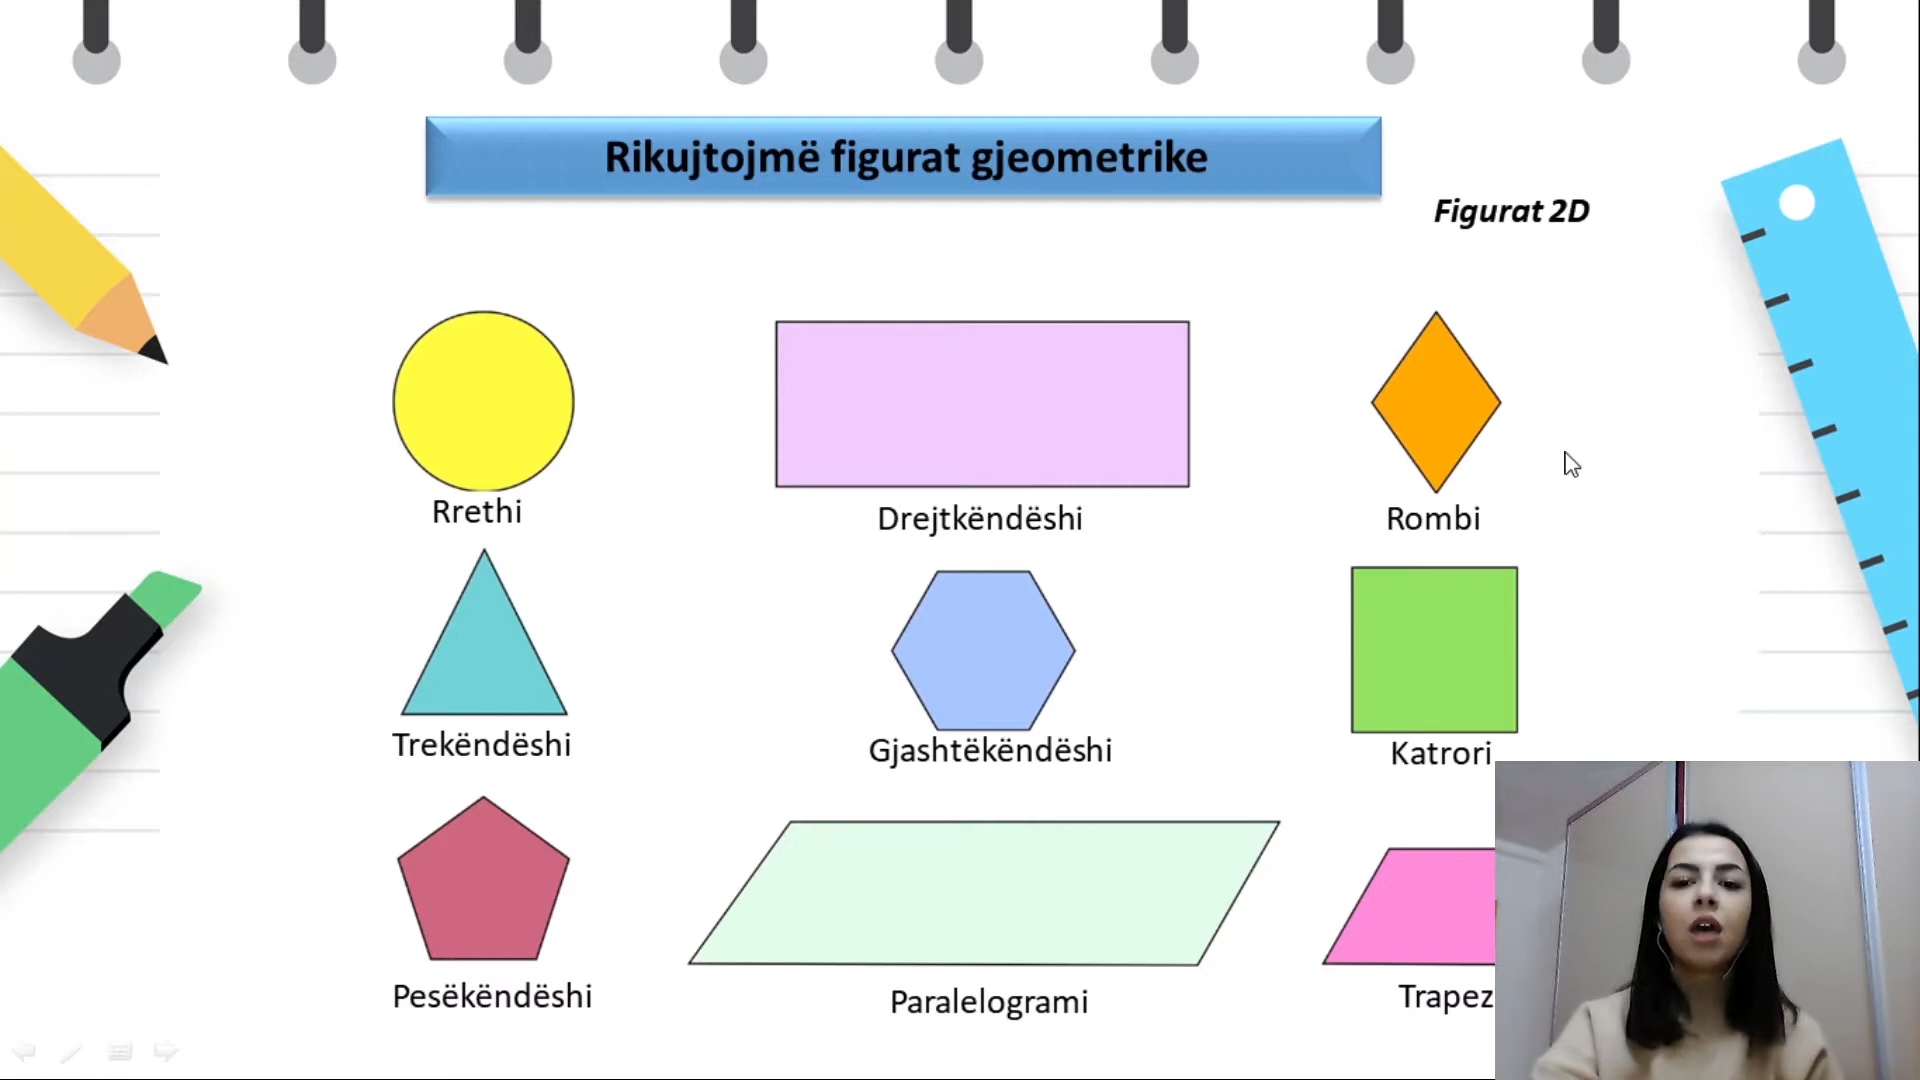 Rikujtojmë figurat gjeometrike
Figurat 2D
Rrethi
Drejtkëndëshi
Rombi
Trekëndëshi
Gjashtëkëndëshi
Katrori
Pesëkëndëshi
Paralelogrami
Trapez